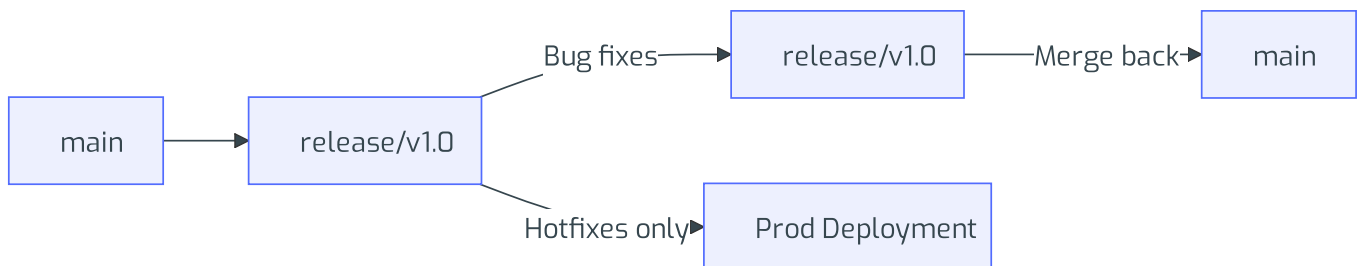 Bug fixes
release/v1.0
Merge back
main
main
release/v1.0
Hotfixes only
Prod Deployment